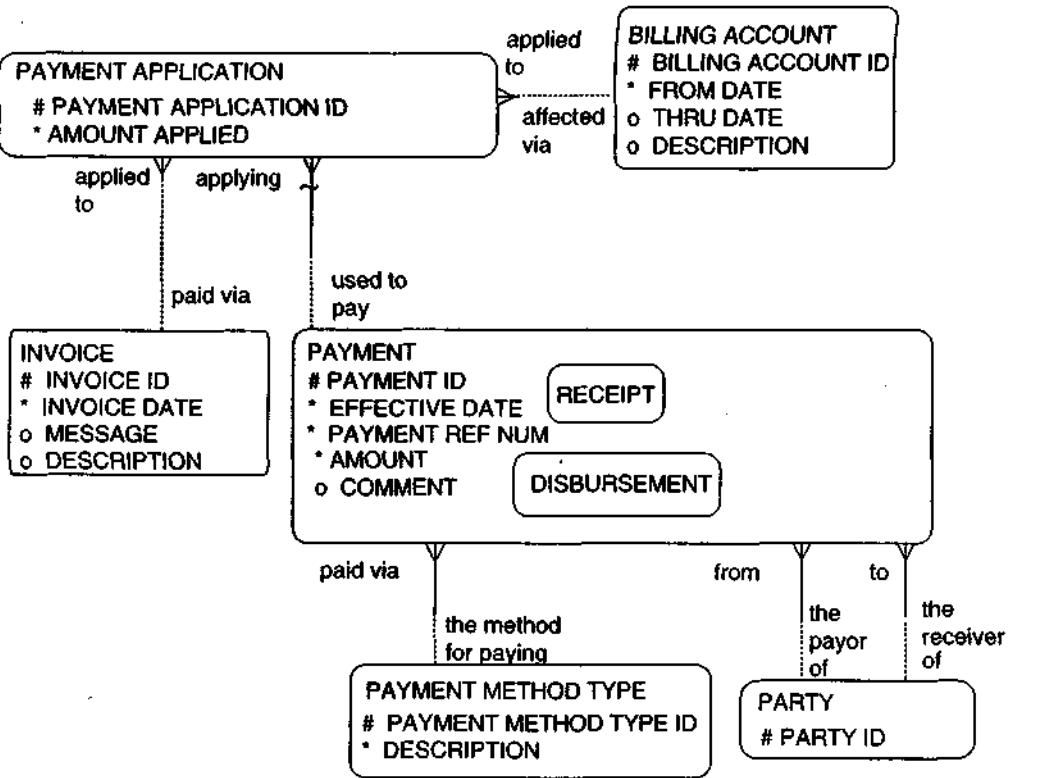 PAYMENT APPLICATION
# PAYMENT APPLICATION ID
* AMOUNT APPLIED
applied
to
affected
via
BILLING ACCOUNT
# BILLING ACCOUNT ID
* FROM DATE
o THRU DATE
o DESCRIPTION
applied
to
applying
paid via
used to
pay
INVOICE
# INVOICE ID
* INVOICE DATE
o MESSAGE
o DESCRIPTION
PAYMENT
# PAYMENT ID
* EFFECTIVE DATE
* PAYMENT REF NUM
* AMOUNT
o COMMENT
RECEIPT
DISBURSEMENT
paid via
from
to
the method
for paying
the
payor
of
the
receiver
of
PAYMENT METHOD TYPE
# PAYMENT METHOD TYPE ID
* DESCRIPTION
PARTY
# PARTY ID